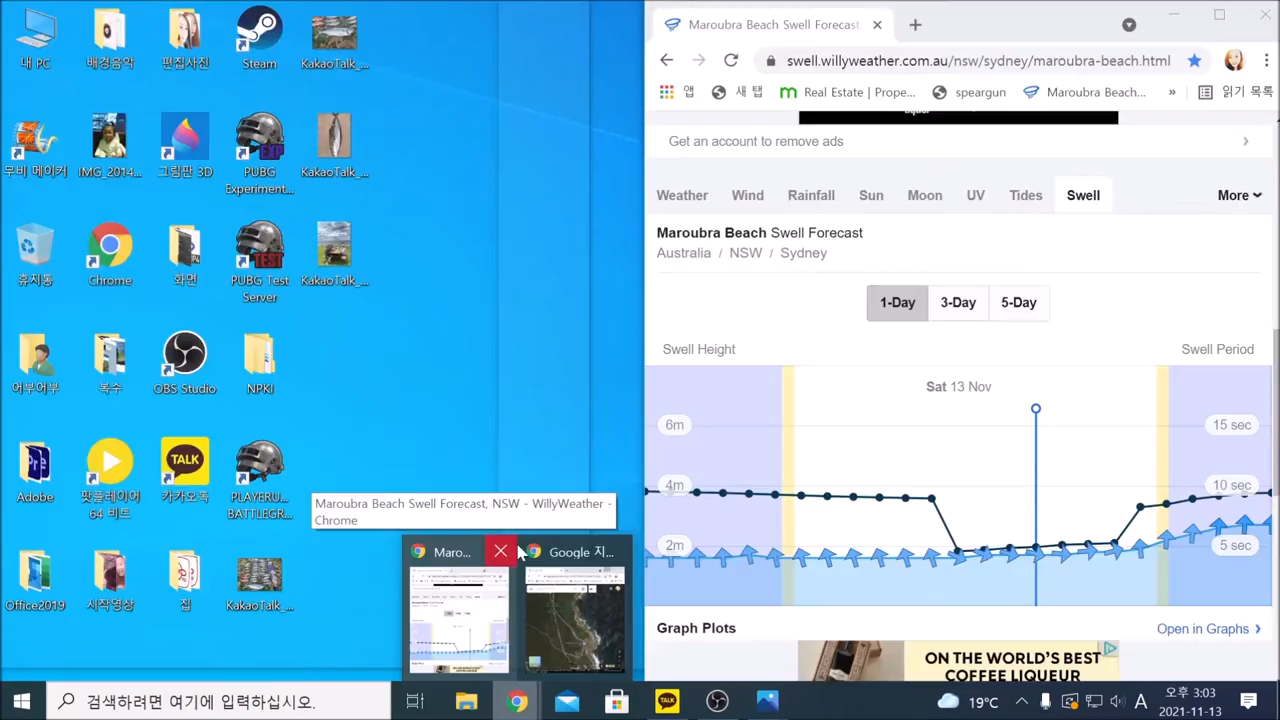 내 PC
배경음악
편집사진
Steam
KakaoTalk_...
무비 메이커
IMG_2014...
그림판 3D
PUBG
Experiment...
KakaoTalk_...
휴지통
Chrome
화면
PUBG Test
Server
KakaoTalk_...
어부어부
복수
OBS Studio
NPKI
Adobe
팟플레이어
64 비트
TALK
카카오톡
PLAYERU...
BATTLEGR...
Office2019
시작영상
집
KakaoTalk_...
Maroubra Beach Swell Forecast, NSW - WillyWeather -
Chrome
Maro...
Google 지...
Maroubra Beach Swell Forecast
swell.willyweather.com.au/nsw/sydney/maroubra-beach.html
앱
새 탭
Real Estate | Prope...
speargun
Maroubra Beach...
»
읽기 목록
Get an account to remove ads
Weather Wind Rainfall Sun Moon UV Tides Swell More
Maroubra Beach Swell Forecast
Australia / NSW / Sydney
1-Day 3-Day 5-Day
Swell Height
Swell Period
Sat 13 Nov
6m
15 sec
4m
10 sec
2m
5 sec
Graph Plots
Open in Graphs
ON THE WORLD'S BEST
COFFEE LIQUEUR
검색하려면 여기에 입력하십시오.
TALK
19℃
A
오후 3:03
2021-11-13